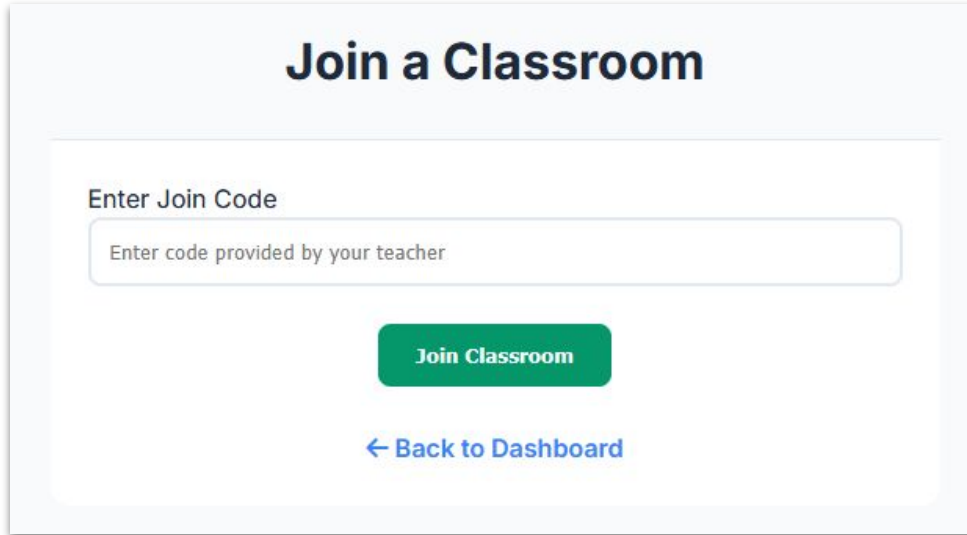 Join a Classroom
Enter Join Code
Enter code provided by your teacher
Join Classroom
← Back to Dashboard